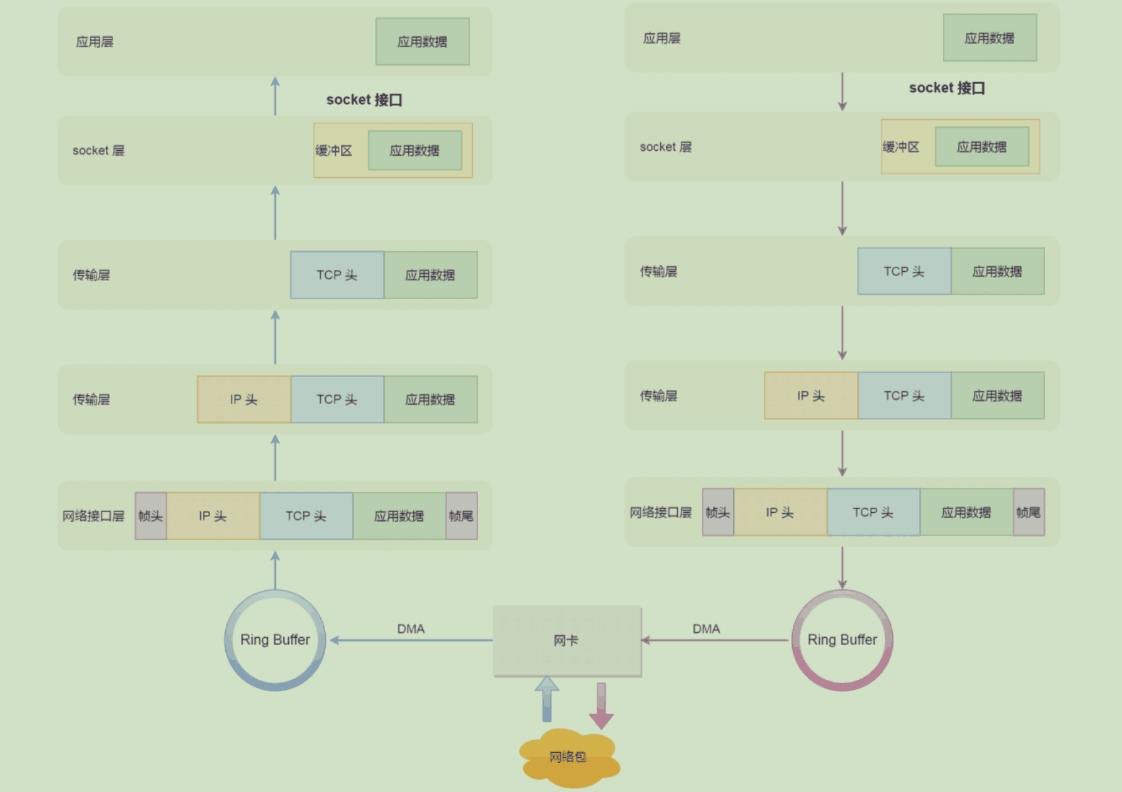 应用层
应用数据
socket 接口
socket 层
缓冲区
应用数据
传输层
TCP 头
应用数据
传输层
IP 头
TCP 头
应用数据
网络接口层
帧头
IP 头
TCP 头
应用数据
帧尾
Ring Buffer
DMA
网卡
网络包
应用层
应用数据
socket 接口
socket 层
缓冲区
应用数据
传输层
TCP 头
应用数据
传输层
IP 头
TCP 头
应用数据
网络接口层
帧头
IP 头
TCP 头
应用数据
帧尾
DMA
Ring Buffer